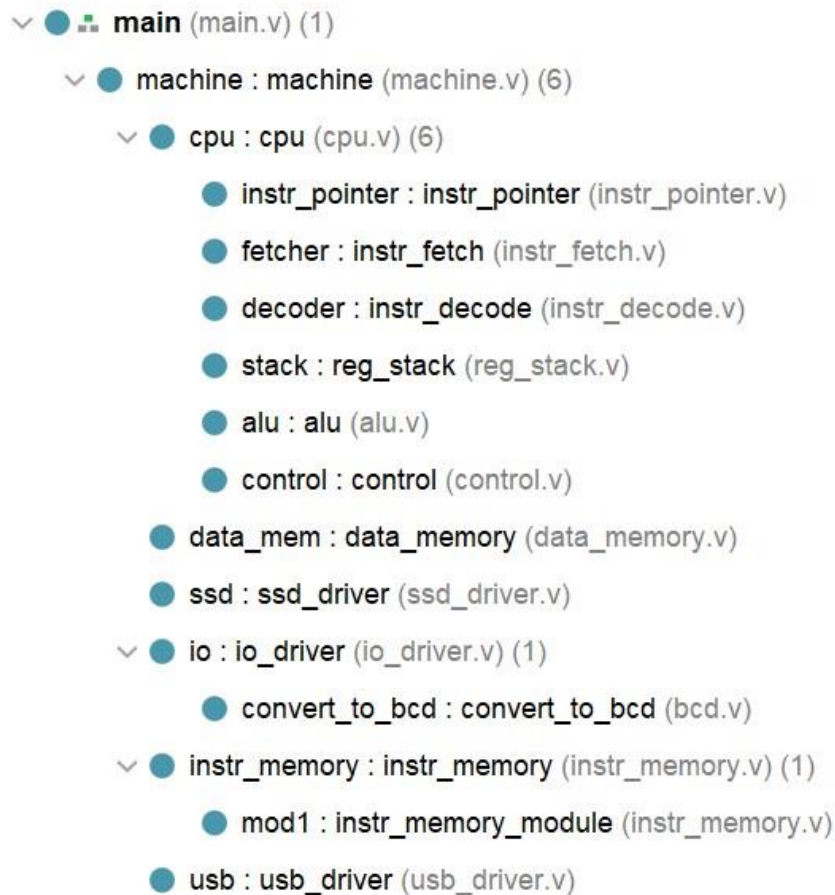 main (main.v) (1)
machine : machine (machine.v) (6)
cpu : cpu (cpu.v) (6)
instr_pointer : instr_pointer (instr_pointer.v)
fetcher : instr_fetch (instr_fetch.v)
decoder : instr_decode (instr_decode.v)
stack : reg_stack (reg_stack.v)
alu : alu (alu.v)
control : control (control.v)
data_mem : data_memory (data_memory.v)
ssd : ssd_driver (ssd_driver.v)
io : io_driver (io_driver.v) (1)
convert_to_bcd : convert_to_bcd (bcd.v)
instr_memory : instr_memory (instr_memory.v) (1)
mod1 : instr_memory_module (instr_memory.v)
usb : usb_driver (usb_driver.v)